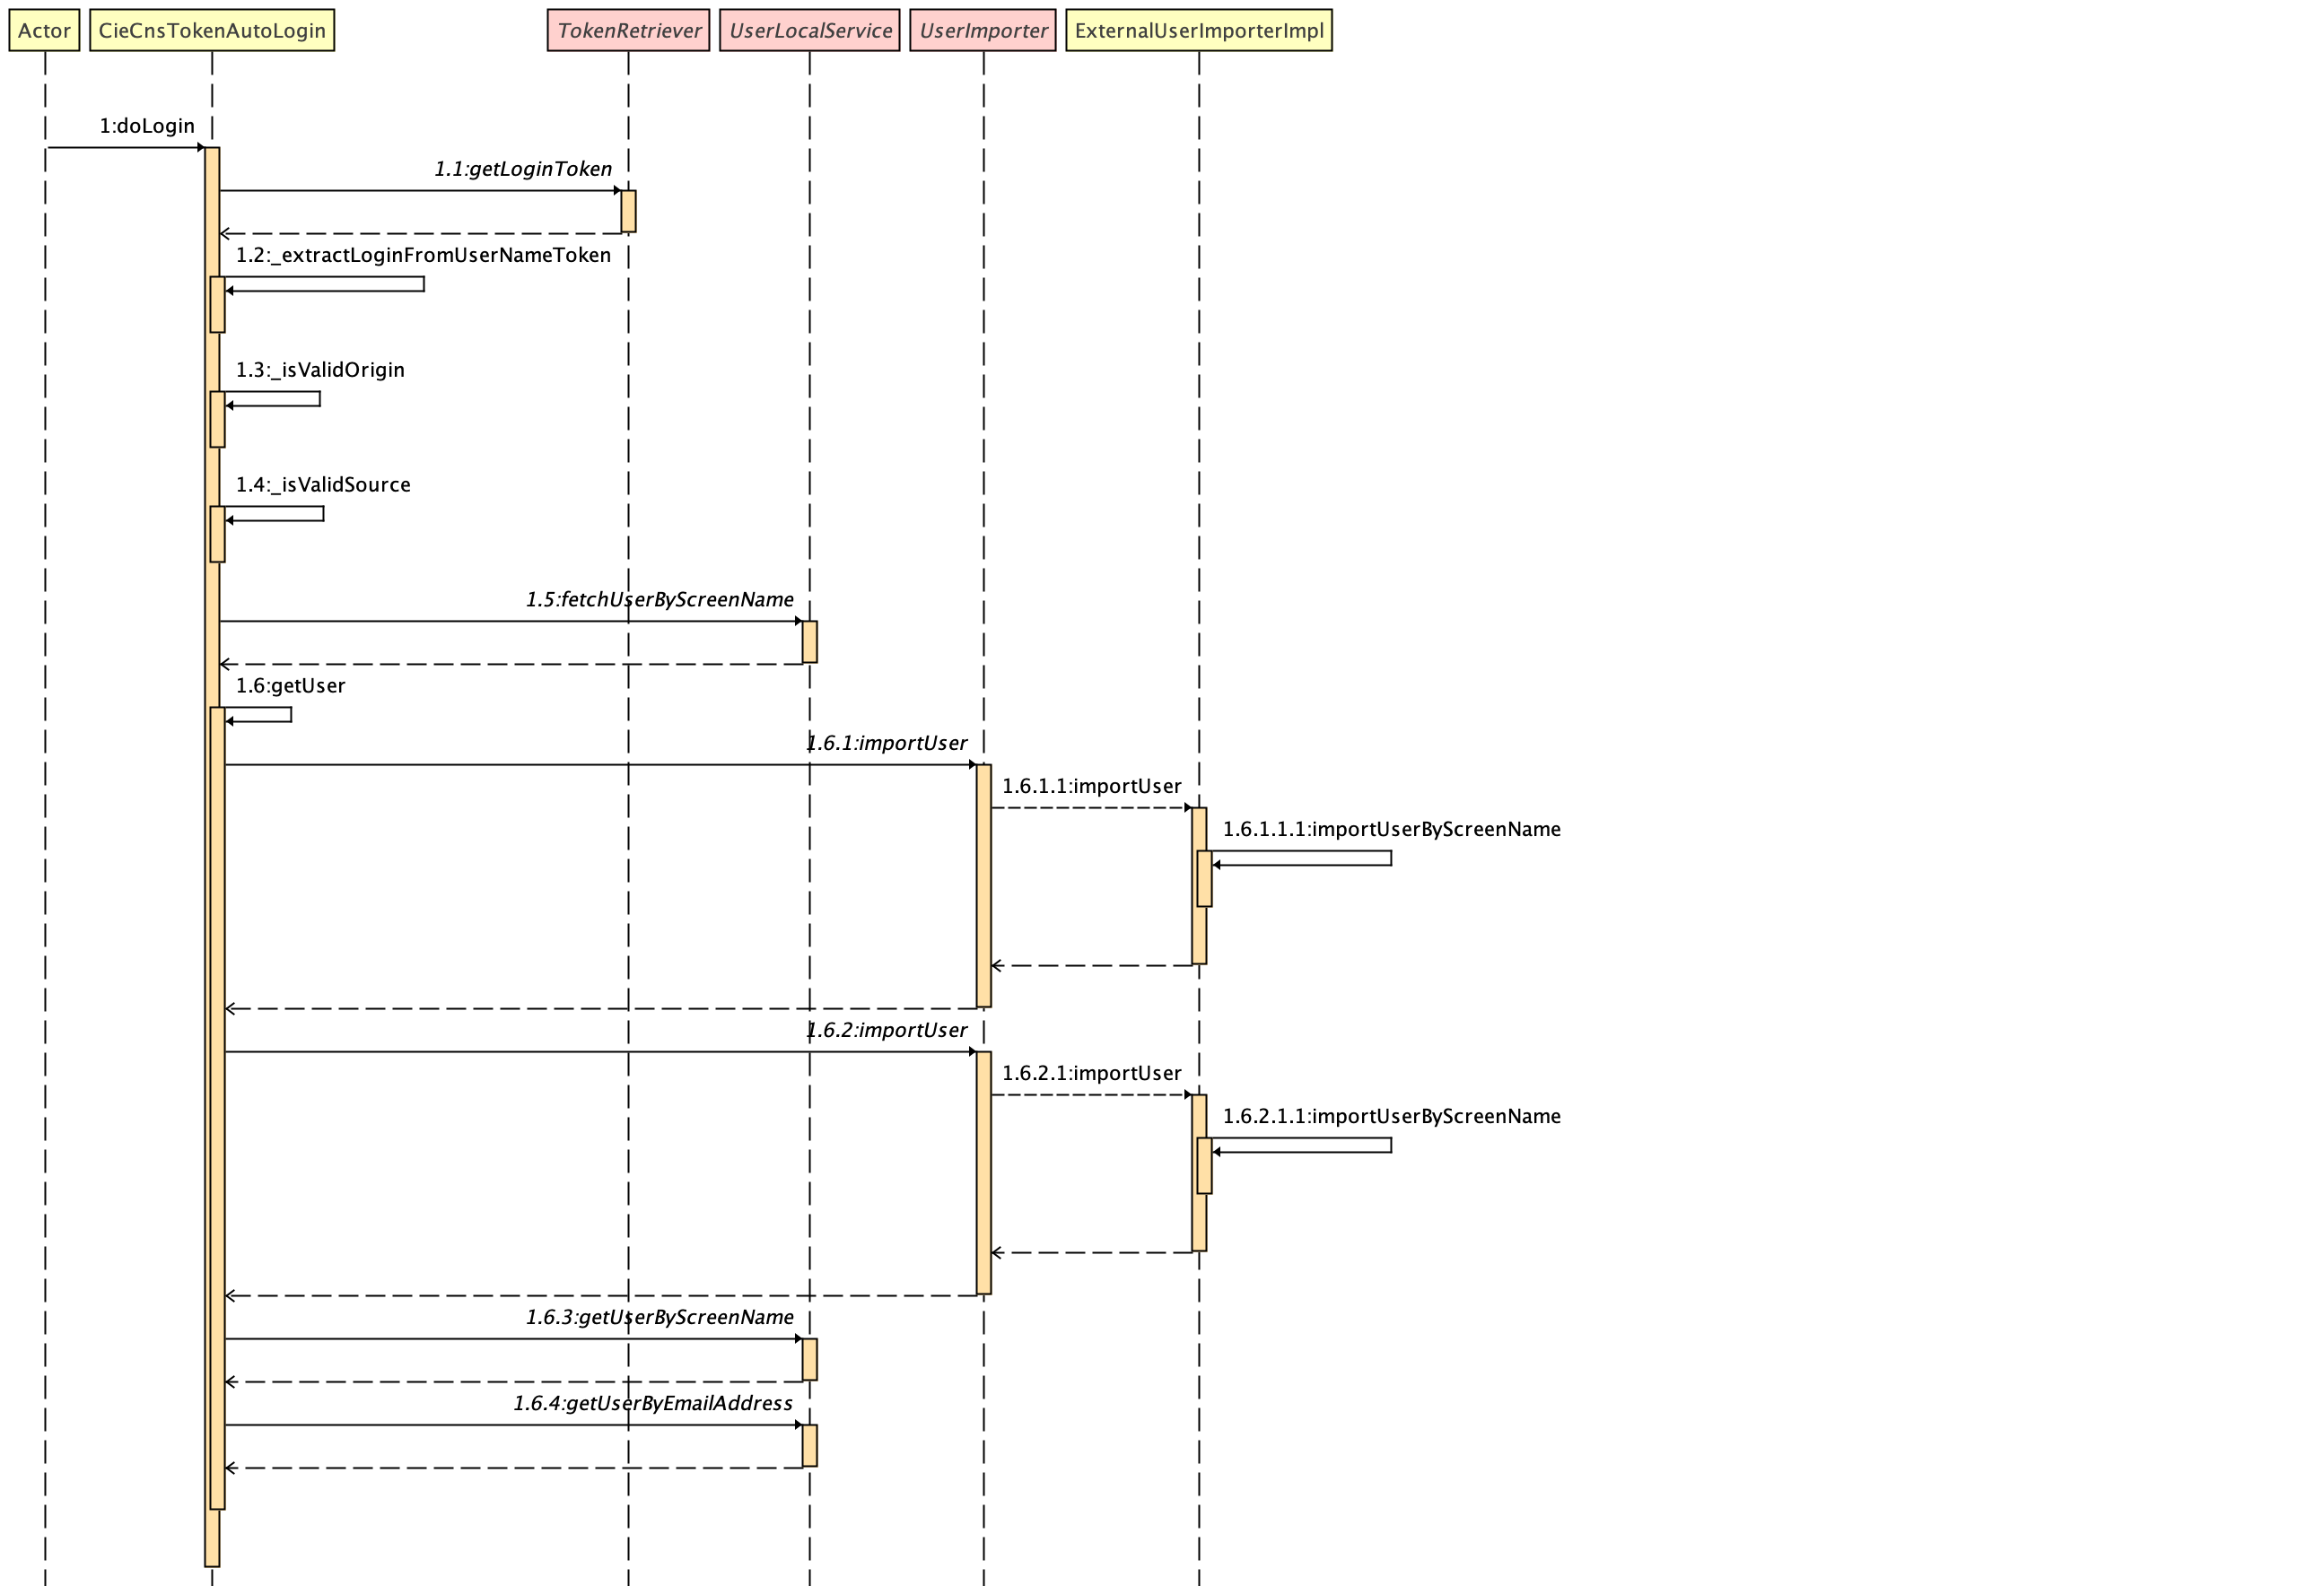 Actor
CieCnsTokenAutoLogin
TokenRetriever
UserLocalService
UserImporter
ExternalUserImporterImpl
1:doLogin
1.1:getLoginToken
1.2:_extractLoginFromUserNameToken
1.3:_isValidOrigin
1.4:_isValidSource
1.5:fetchUserByScreenName
1.6:getUser
1.6.1:importUser
1.6.1.1:importUser
1.6.1.1.1:importUserByScreenName
1.6.2:importUser
1.6.2.1:importUser
1.6.2.1.1:importUserByScreenName
1.6.3:getUserByScreenName
1.6.4:getUserByEmailAddress